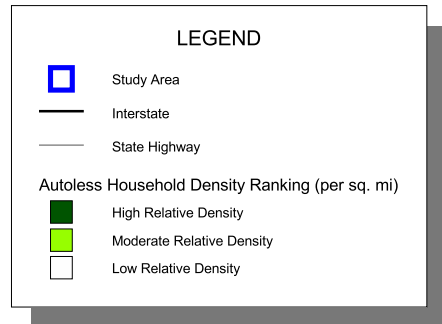 LEGEND
Study Area
Interstate
State Highway
Autoless Household Density Ranking (per sq. mi)
High Relative Density
Moderate Relative Density
Low Relative Density